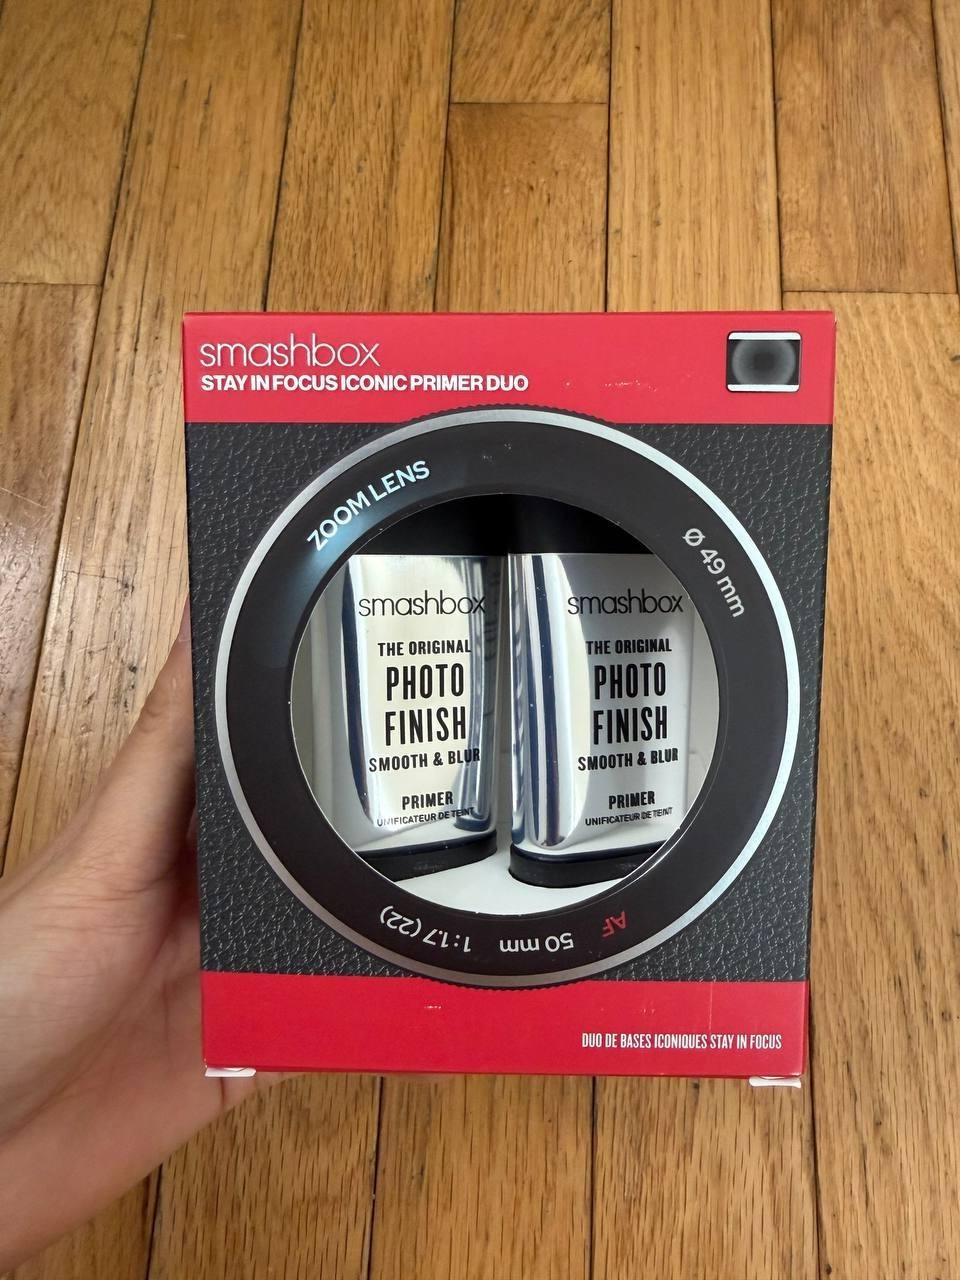 smashbox
STAY IN FOCUS ICONIC PRIMER DUO
ZOOM LENS
Ø 49 mm
smashbox
THE ORIGINAL
PHOTO
FINISH
SMOOTH & BLUR
PRIMER
UNIFICATEUR DE TEINT
smashbox
THE ORIGINAL
PHOTO
FINISH
SMOOTH & BLUR
PRIMER
UNIFICATEUR DE TEINT
AF
50 mm
1:1.7 (22)
DUO DE BASES ICONIQUES STAY IN FOCUS